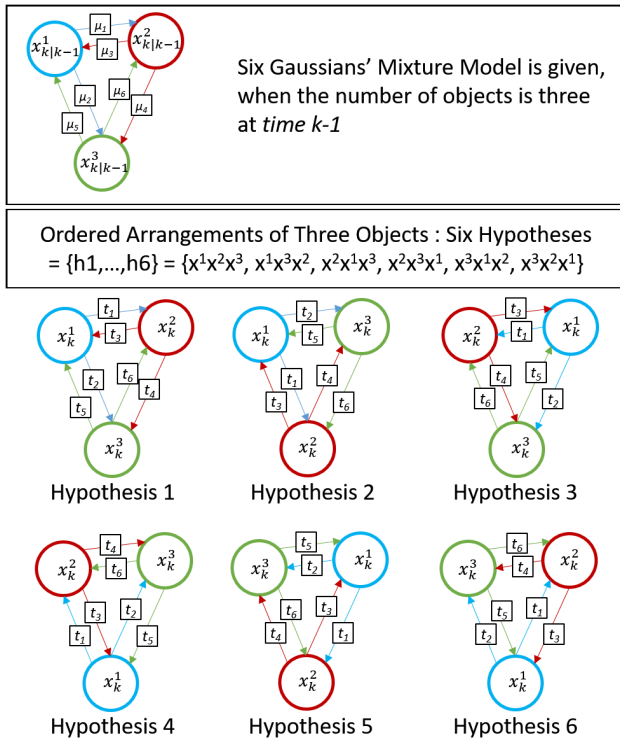 μ₁
x¹ₖ|ₖ₋₁ x²ₖ|ₖ₋₁
μ₃
μ₂ μ₆ μ₄
μ₅
x³ₖ|ₖ₋₁
Six Gaussians’ Mixture Model is given,
when the number of objects is three
at time k-1
Ordered Arrangements of Three Objects : Six Hypotheses
= {h1,...,h6} = {x¹x²x³, x¹x³x², x²x¹x³, x²x³x¹, x³x¹x², x³x²x¹}
t₁
x¹ₖ x²ₖ
t₃
t₂ t₆ t₄
t₅
x³ₖ
Hypothesis 1
t₂
x¹ₖ x³ₖ
t₅
t₁ t₄
t₃ t₆
x²ₖ
Hypothesis 2
t₃
x²ₖ x¹ₖ
t₁
t₄ t₅
t₆ t₂
x³ₖ
Hypothesis 3
t₄
x²ₖ x³ₖ
t₆
t₃ t₂
t₁ t₅
x¹ₖ
Hypothesis 4
t₅
x³ₖ x¹ₖ
t₂
t₆ t₃
t₄ t₁
x²ₖ
Hypothesis 5
t₆
x³ₖ x²ₖ
t₄
t₅ t₁
t₂ t₃
x¹ₖ
Hypothesis 6